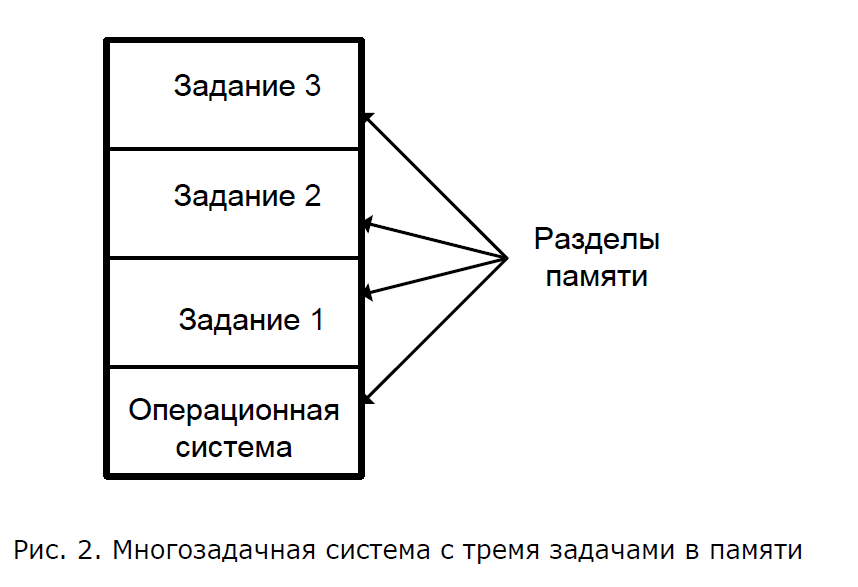 Задание 3
Задание 2
Задание 1
Операционная
система
Разделы
памяти
Рис. 2. Многозадачная система с тремя задачами в памяти